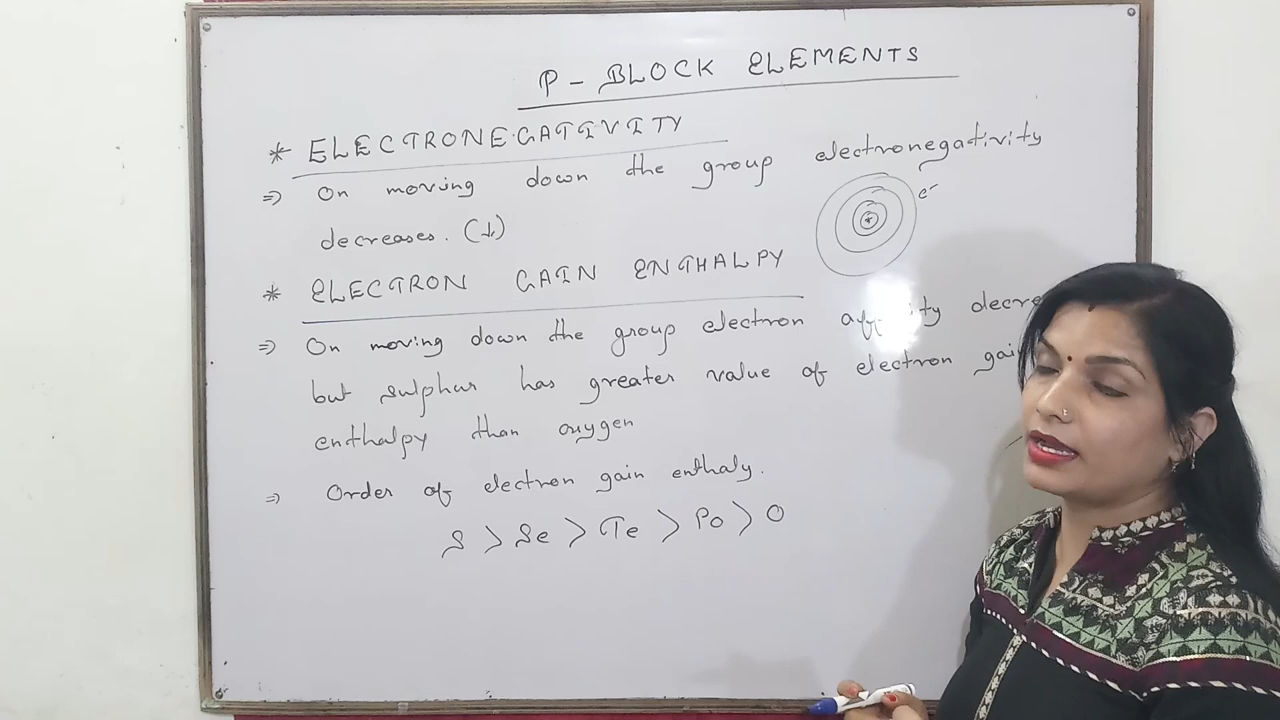 P - BLOCK ELEMENTS
* ELECTRONEGATIVITY
⇒ On moving down the group electronegativity
decreases. (↓)
e⁻
+
* ELECTRON GAIN ENTHALPY
⇒ On moving down the group electron
but sulphur has greater value of electron
enthalpy than oxygen
⇒ Order of electron gain enthaly.
S > Se > Te > Po > O